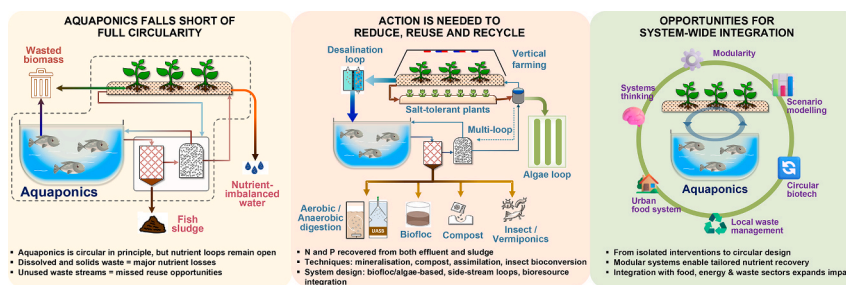 AQUAPONICS FALLS SHORT OF
FULL CIRCULARITY
Wasted
biomass
Aquaponics
Nutrient-
imbalanced
water
Fish
sludge
• Aquaponics is circular in principle, but nutrient loops remain open
• Dissolved and solids waste = major nutrient losses
• Unused waste streams = missed reuse opportunities
ACTION IS NEEDED TO
REDUCE, REUSE AND RECYCLE
Desalination
loop
Vertical
farming
Salt-tolerant plants
Multi-loop
Algae loop
Aerobic /
Anaerobic
digestion
UASB
Biofloc
Compost
Insect /
Vermiponics
• N and P recovered from both effluent and sludge
• Techniques: mineralisation, compost, assimilation, insect bioconversion
• System design: biofloc/algae-based, side-stream loops, bioresource
integration
OPPORTUNITIES FOR
SYSTEM-WIDE INTEGRATION
Modularity
Systems
thinking
Scenario
modelling
Aquaponics
Circular
biotech
Urban
food system
Local waste
management
• From isolated interventions to circular design
• Modular systems enable tailored nutrient recovery
• Integration with food, energy & waste sectors expands impa